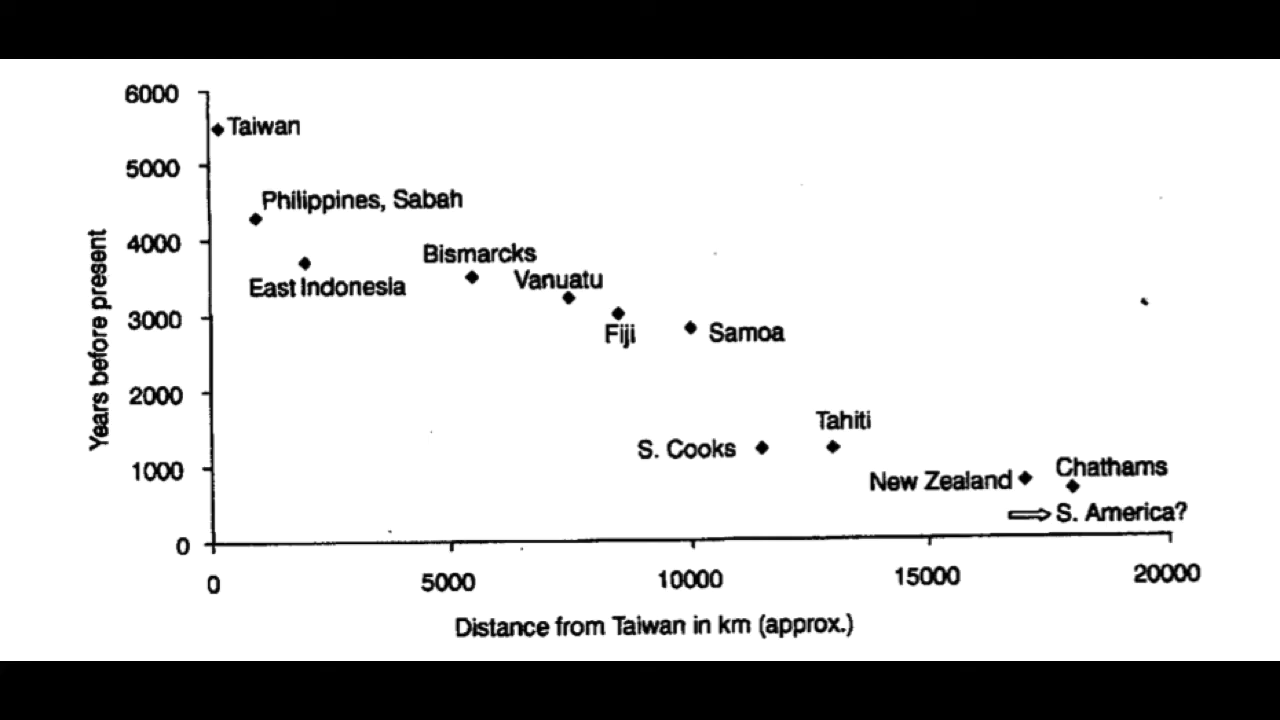 6000
Taiwan
5000
Philippines, Sabah
4000
Bismarcks
Vanuatu
East Indonesia
3000
Fiji
Samoa
2000
Tahiti
S. Cooks
1000
Chathams
New Zealand
S. America?
0
Years before present
0
5000
10000
15000
20000
Distance from Taiwan in km (approx.)